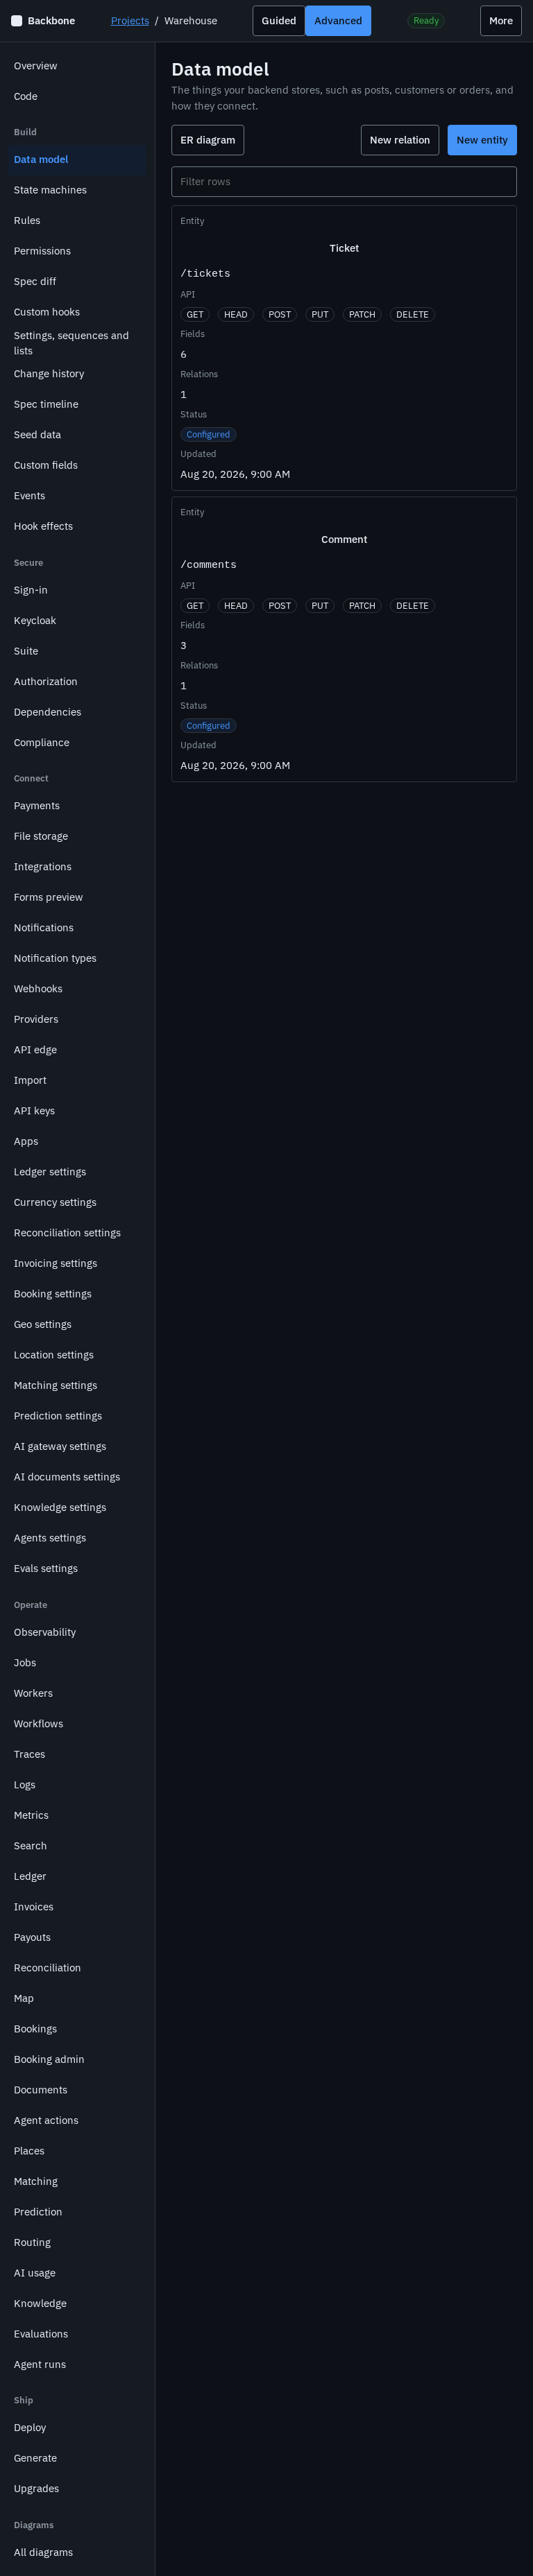 Backbone
Projects / Warehouse
Guided
Advanced
Ready
More
Overview
Code
Build
Data model
State machines
Rules
Permissions
Spec diff
Custom hooks
Settings, sequences and
lists
Change history
Spec timeline
Seed data
Custom fields
Events
Hook effects
Secure
Sign-in
Keycloak
Suite
Authorization
Dependencies
Compliance
Connect
Payments
File storage
Integrations
Forms preview
Notifications
Notification types
Webhooks
Providers
API edge
Import
API keys
Apps
Ledger settings
Currency settings
Reconciliation settings
Invoicing settings
Booking settings
Geo settings
Location settings
Matching settings
Prediction settings
AI gateway settings
AI documents settings
Knowledge settings
Agents settings
Evals settings
Operate
Observability
Jobs
Workers
Workflows
Traces
Logs
Metrics
Search
Ledger
Invoices
Payouts
Reconciliation
Map
Bookings
Booking admin
Documents
Agent actions
Places
Matching
Prediction
Routing
AI usage
Knowledge
Evaluations
Agent runs
Ship
Deploy
Generate
Upgrades
Diagrams
All diagrams
Data model
The things your backend stores, such as posts, customers or orders, and
how they connect.
ER diagram
New relation
New entity
Filter rows
Entity
Ticket
/tickets
API
GET HEAD POST PUT PATCH DELETE
Fields
6
Relations
1
Status
Configured
Updated
Aug 20, 2026, 9:00 AM
Entity
Comment
/comments
API
GET HEAD POST PUT PATCH DELETE
Fields
3
Relations
1
Status
Configured
Updated
Aug 20, 2026, 9:00 AM